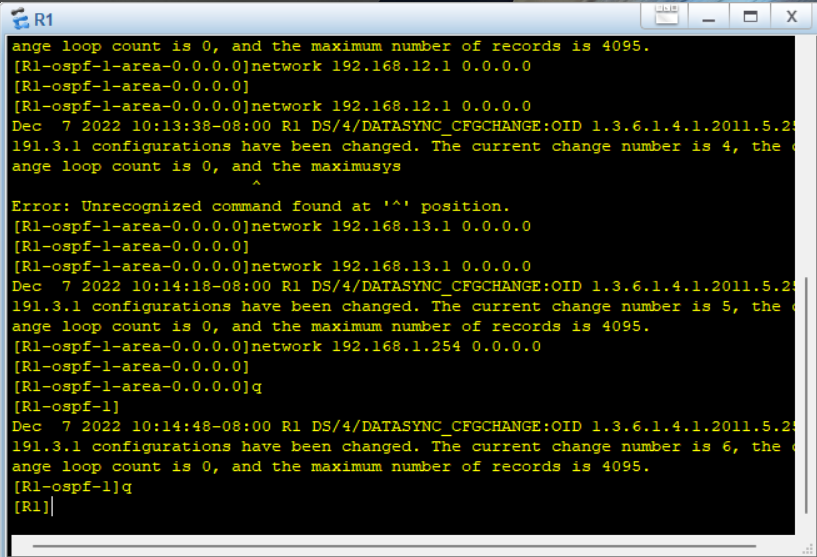 R1
ange loop count is 0, and the maximum number of records is 4095.
[R1-ospf-1-area-0.0.0.0]network 192.168.12.1 0.0.0.0
[R1-ospf-1-area-0.0.0.0]
[R1-ospf-1-area-0.0.0.0]network 192.168.12.1 0.0.0.0
Dec  7 2022 10:13:38-08:00 R1 DS/4/DATASYNC_CFGCHANGE:OID 1.3.6.1.4.1.2011.5.25
191.3.1 configurations have been changed. The current change number is 4, the c
ange loop count is 0, and the maximusys
^
Error: Unrecognized command found at '^' position.
[R1-ospf-1-area-0.0.0.0]network 192.168.13.1 0.0.0.0
[R1-ospf-1-area-0.0.0.0]
[R1-ospf-1-area-0.0.0.0]network 192.168.13.1 0.0.0.0
Dec  7 2022 10:14:18-08:00 R1 DS/4/DATASYNC_CFGCHANGE:OID 1.3.6.1.4.1.2011.5.25
191.3.1 configurations have been changed. The current change number is 5, the c
ange loop count is 0, and the maximum number of records is 4095.
[R1-ospf-1-area-0.0.0.0]network 192.168.1.254 0.0.0.0
[R1-ospf-1-area-0.0.0.0]
[R1-ospf-1-area-0.0.0.0]q
[R1-ospf-1]
Dec  7 2022 10:14:48-08:00 R1 DS/4/DATASYNC_CFGCHANGE:OID 1.3.6.1.4.1.2011.5.25
191.3.1 configurations have been changed. The current change number is 6, the c
ange loop count is 0, and the maximum number of records is 4095.
[R1-ospf-1]q
[R1]